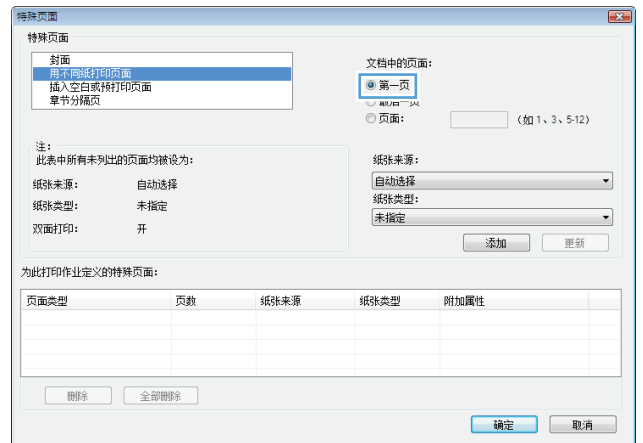 特殊页面
特殊页面
封面
用不同纸打印页面
插入空白或预打印页面
章节分隔页
文档中的页面：
第一页
最后一页
页面：
（如 1、3、5-12）
注：
此表中所有未列出的页面均被设为：
纸张来源： 自动选择
纸张类型： 未指定
双面打印： 开
纸张来源：
自动选择
纸张类型：
未指定
添加 更新
为此打印作业定义的特殊页面：
页面类型 页数 纸张来源 纸张类型 附加属性
删除 全部删除
确定 取消